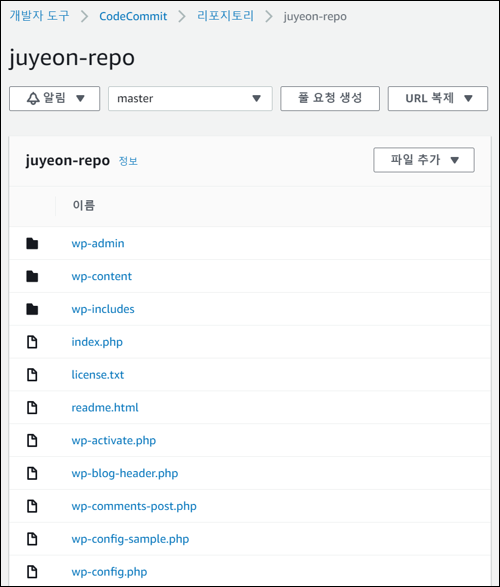 개발자 도구 > CodeCommit > 리포지토리 > juyeon-repo
juyeon-repo
알림 ▼ master ▼ 풀 요청 생성 URL 복제 ▼
juyeon-repo 정보 파일 추가 ▼
이름
wp-admin
wp-content
wp-includes
index.php
license.txt
readme.html
wp-activate.php
wp-blog-header.php
wp-comments-post.php
wp-config-sample.php
wp-config.php